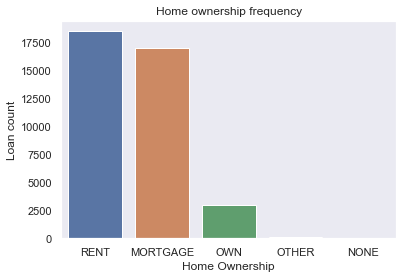 Home ownership frequency
Loan count
17500
15000
12500
10000
7500
5000
2500
0
RENT MORTGAGE OWN OTHER NONE
Home Ownership